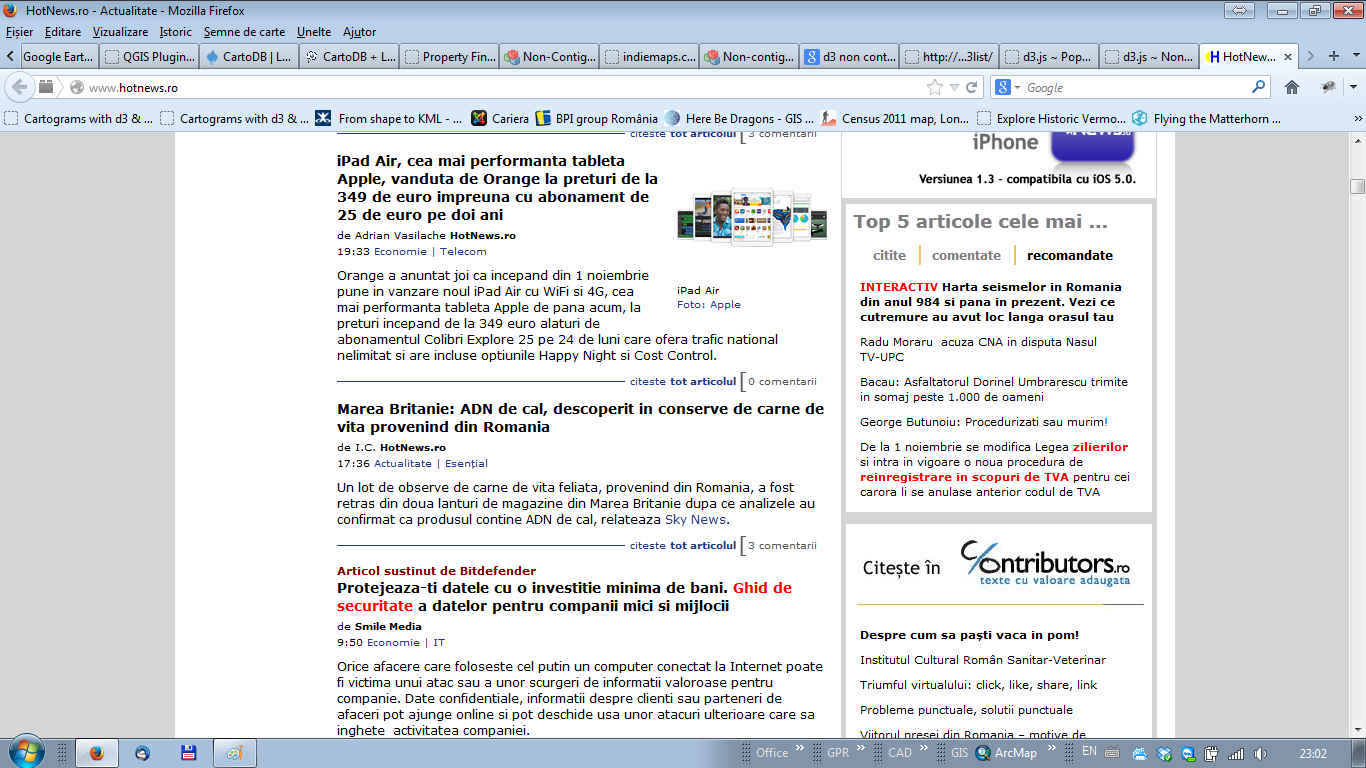 HotNews.ro - Actualitate - Mozilla Firefox
Fișier Editare Vizualizare Istoric Semne de carte Unelte Ajutor
Google Eart... QGIS Plugin... CartoDB | L... CartoDB + L... Property Fin... Non-Contig... indiemaps.c... Non-contig... d3 non cont... http://...3list/ d3.js ~ Pop... d3.js ~ Non... HotNew...
www.hotnews.ro
Google
Cartograms with d3 & ... Cartograms with d3 & ... From shape to KML - ... Cariera BPI group România Here Be Dragons - GIS ... Census 2011 map, Lon... Explore Historic Vermo... Flying the Matterhorn ...
citeste tot articolul 3 comentarii
iPad Air, cea mai performanta tableta
Apple, vanduta de Orange la preturi de la
349 de euro impreuna cu abonament de
25 de euro pe doi ani
de Adrian Vasilache HotNews.ro
19:33 Economie | Telecom
Orange a anuntat joi ca incepand din 1 noiembrie
pune in vanzare noul iPad Air cu WiFi si 4G, cea
mai performanta tableta Apple de pana acum, la
preturi incepand de la 349 euro alaturi de
abonamentul Colibri Explore 25 pe 24 de luni care ofera trafic national
nelimitat si are incluse optiunile Happy Night si Cost Control.
iPad Air
Foto: Apple
citeste tot articolul 0 comentarii
Marea Britanie: ADN de cal, descoperit in conserve de carne de
vita provenind din Romania
de I.C. HotNews.ro
17:36 Actualitate | Esenţial
Un lot de observe de carne de vita feliata, provenind din Romania, a fost
retras din doua lanturi de magazine din Marea Britanie dupa ce analizele au
confirmat ca produsul contine ADN de cal, relateaza Sky News.
citeste tot articolul 3 comentarii
Articol sustinut de Bitdefender
Protejeaza-ti datele cu o investitie minima de bani. Ghid de
securitate a datelor pentru companii mici si mijlocii
de Smile Media
9:50 Economie | IT
Orice afacere care foloseste cel putin un computer conectat la Internet poate
fi victima unui atac sau a unor scurgeri de informatii valoroase pentru
companie. Date confidentiale, informatii despre clienti sau parteneri de
afaceri pot ajunge online si pot deschide usa unor atacuri ulterioare care sa
inghete activitatea companiei.
iPhone
Versiunea 1.3 - compatibila cu iOS 5.0.
Top 5 articole cele mai ...
citite comentate recomandate
INTERACTIV Harta seismelor in Romania
din anul 984 si pana in prezent. Vezi ce
cutremure au avut loc langa orasul tau
Radu Moraru acuza CNA in disputa Nasul
TV-UPC
Bacau: Asfaltatorul Dorinel Umbrarescu trimite
in somaj peste 1.000 de oameni
George Butunoiu: Procedurizati sau murim!
De la 1 noiembrie se modifica Legea zilierilor
si intra in vigoare o noua procedura de
reinregistrare in scopuri de TVA pentru cei
carora li se anulase anterior codul de TVA
Citeşte în Contributors.ro
texte cu valoare adaugata
Despre cum sa paşti vaca in pom!
Institutul Cultural Român Sanitar-Veterinar
Triumful virtualului: click, like, share, link
Probleme punctuale, solutii punctuale
Viitorul presei din Romania – motive de
Office » GPR » CAD » GIS ArcMap » EN 23:02